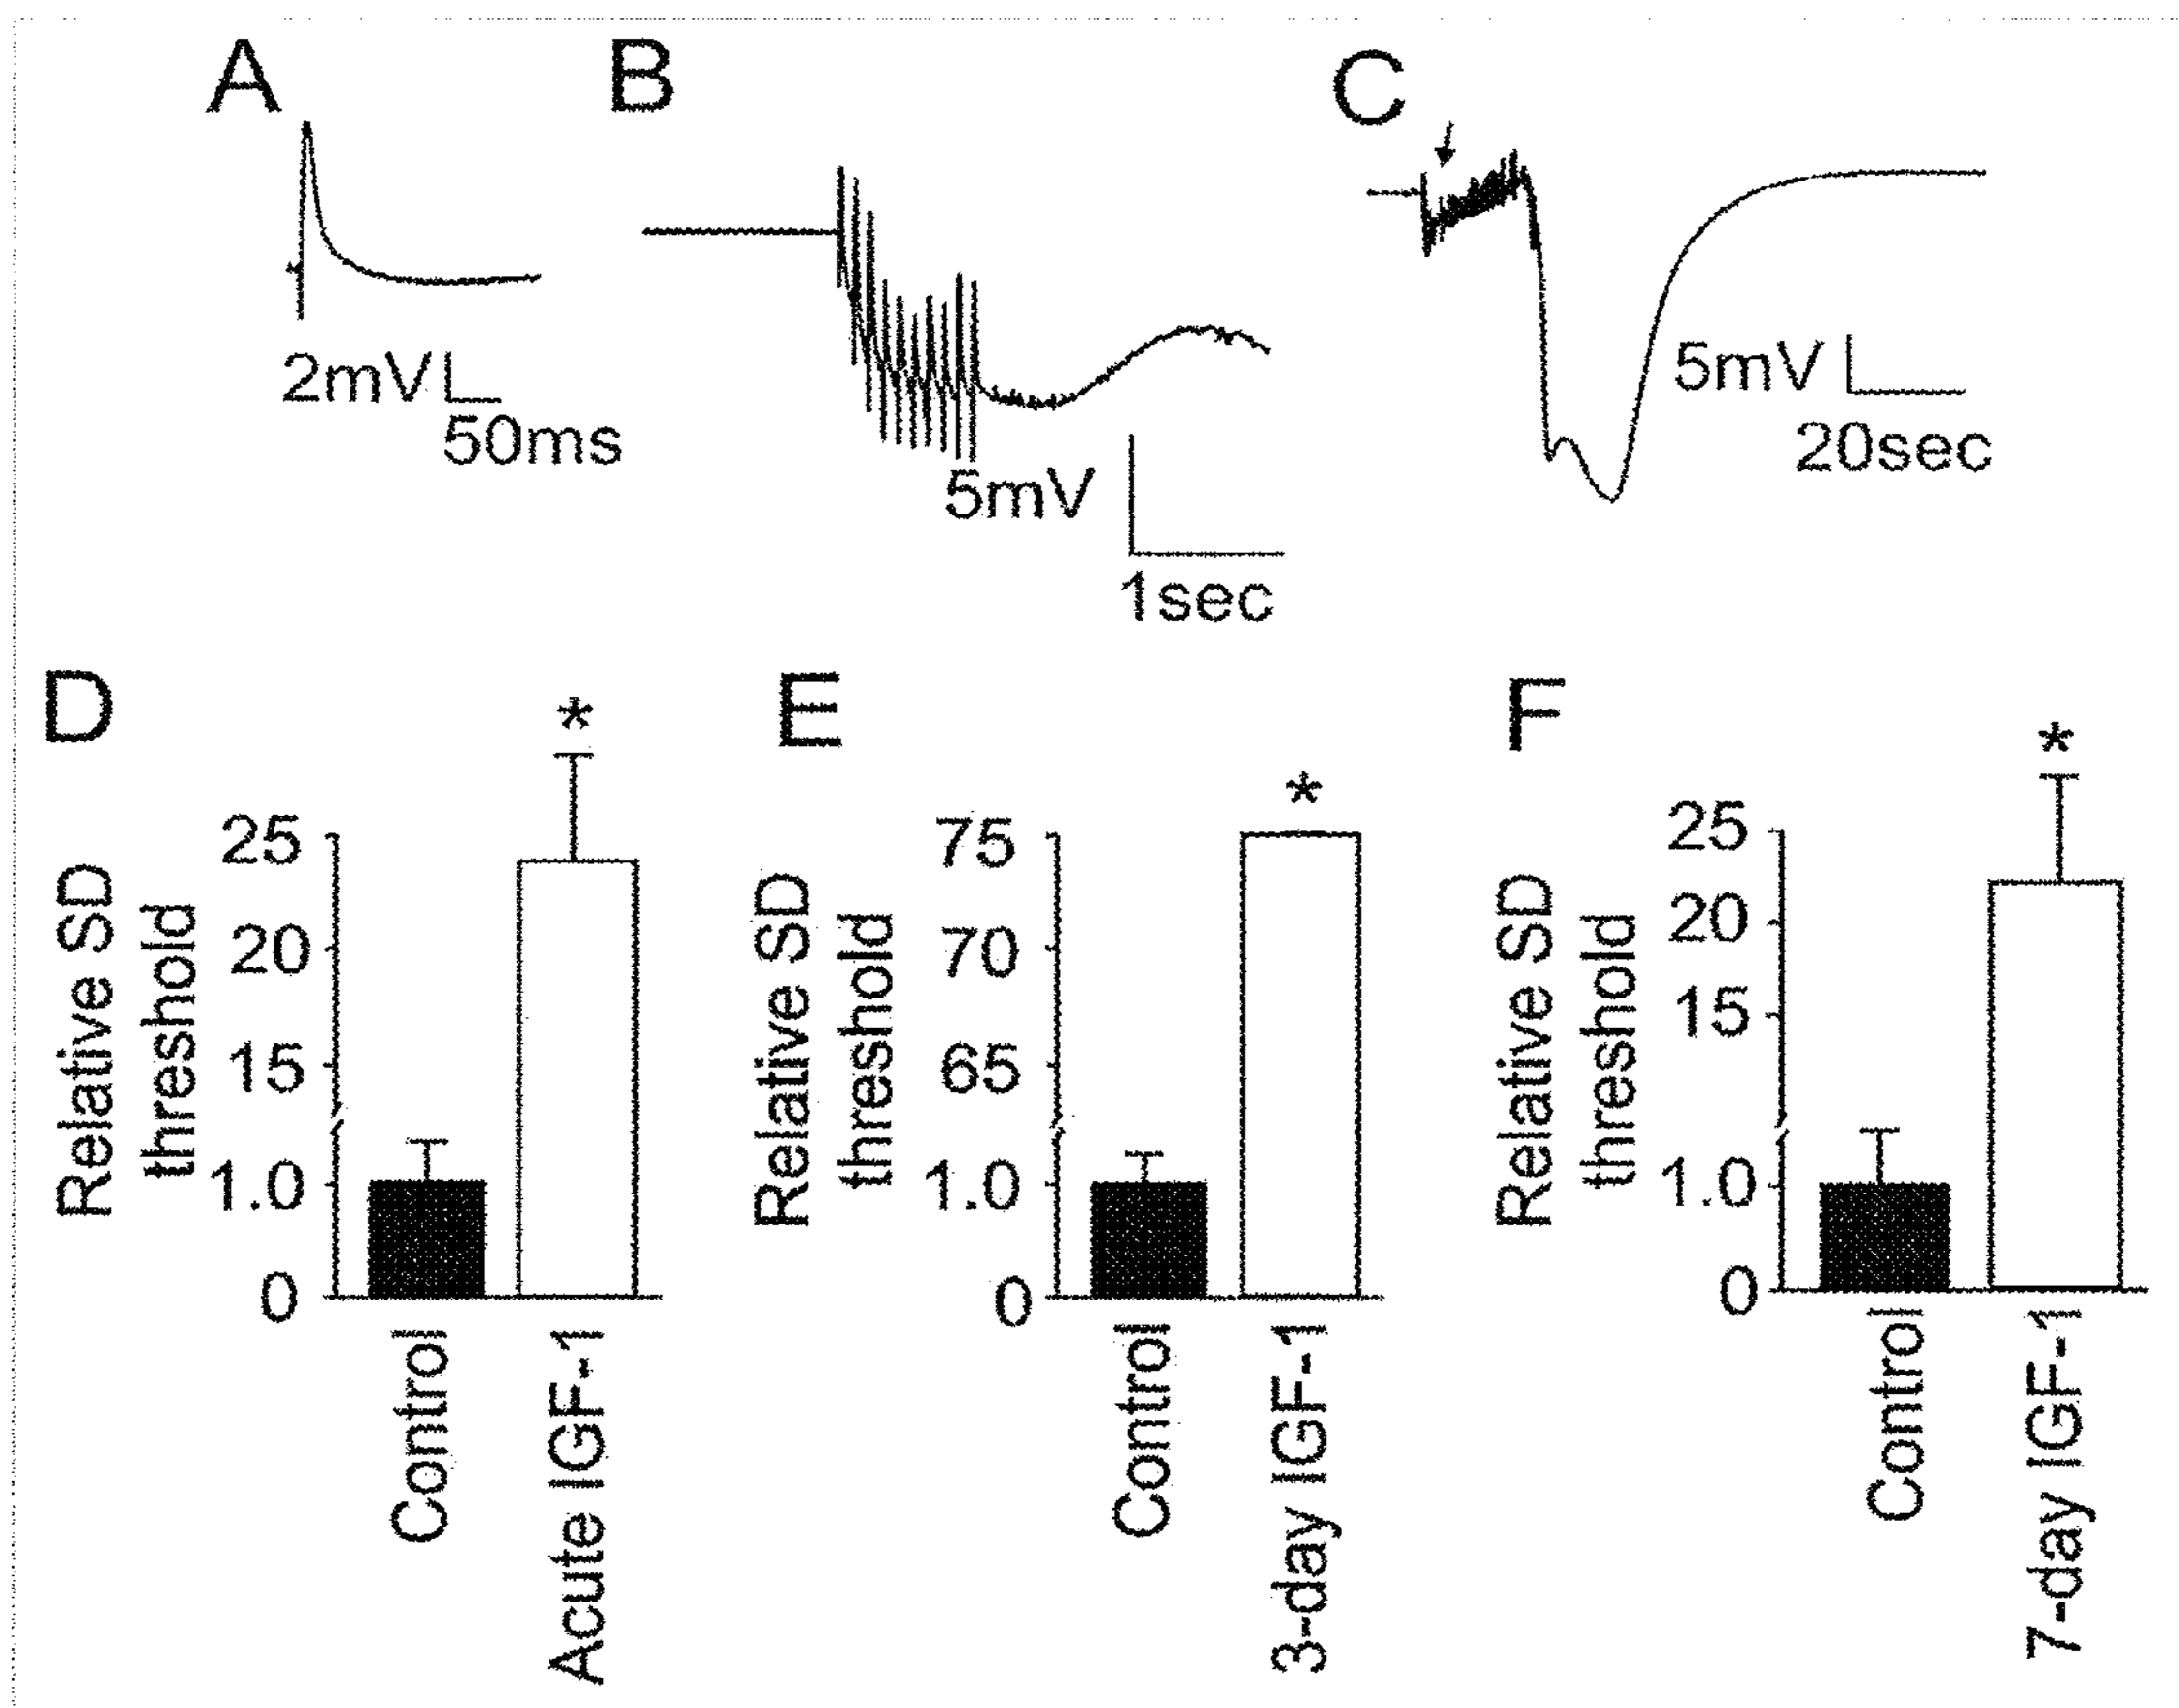 A
B
C
2mV
50ms
5mV
1sec
5mV
20sec
D
*
Relative SD
threshold
25
20
15
1.0
0
Control
Acute IGF-1
E
*
Relative SD
threshold
75
70
65
1.0
0
Control
3-day IGF-1
F
*
Relative SD
threshold
25
20
15
1.0
0
Control
7-day IGF-1